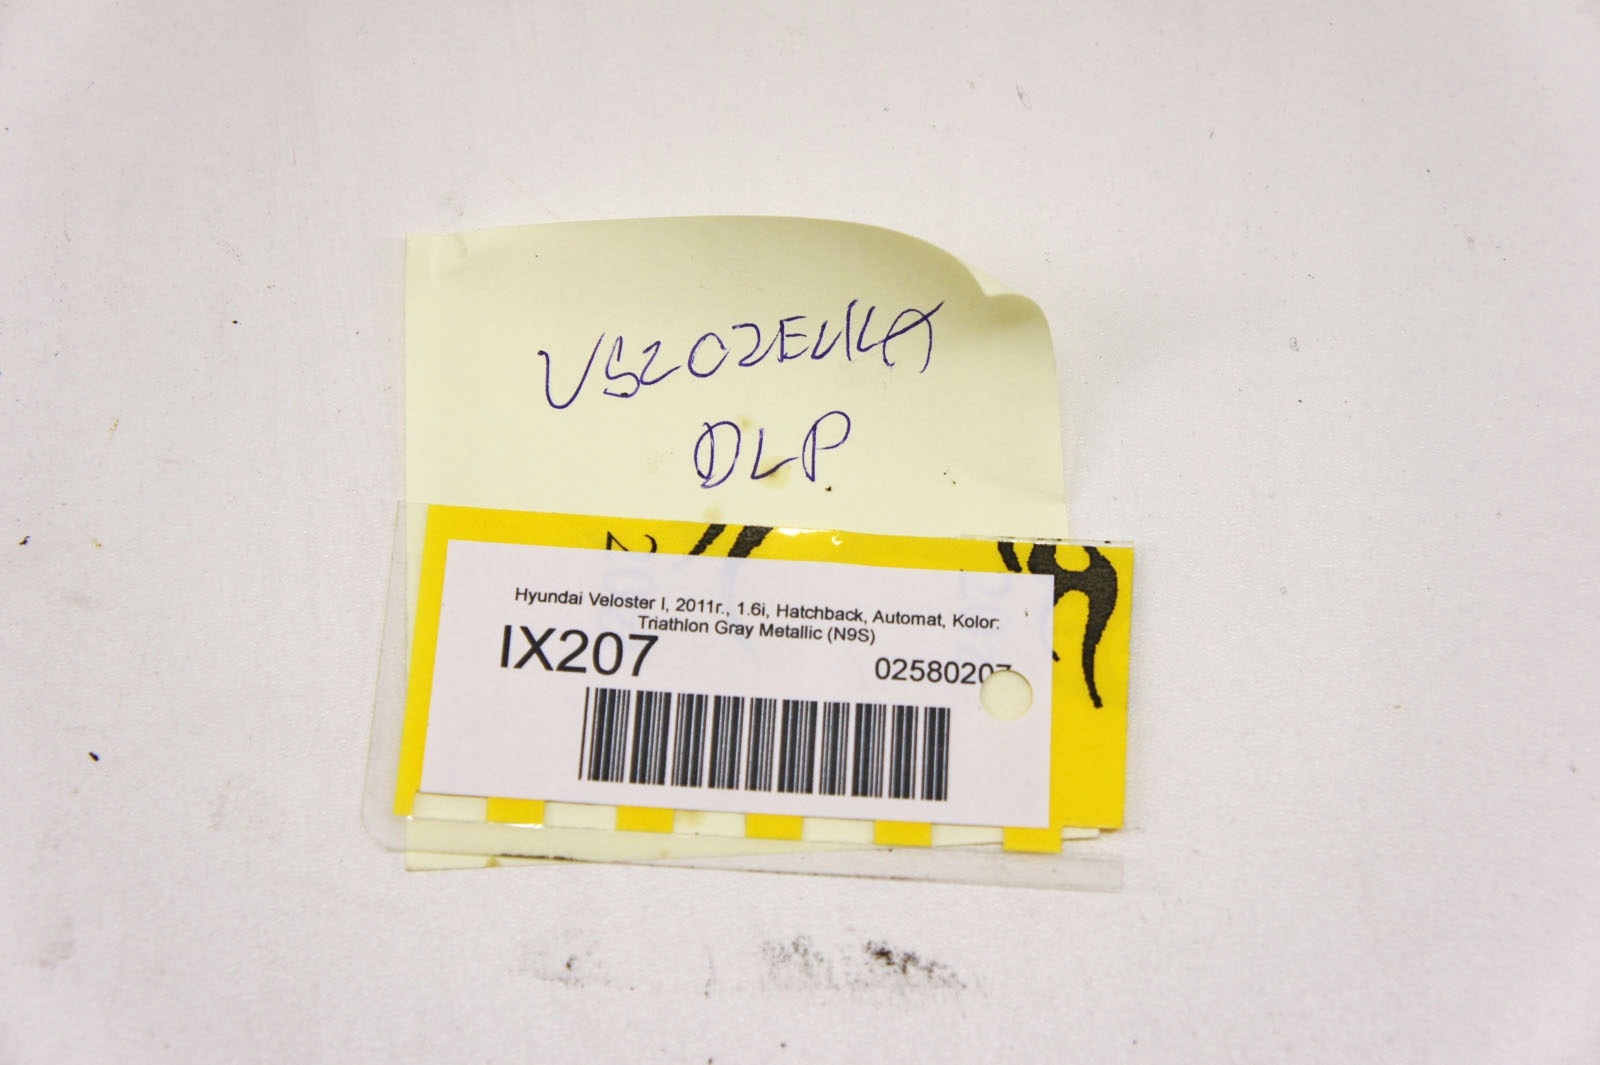 USZCZELKA
DLP
Hyundai Veloster I, 2011r., 1.6i, Hatchback, Automat, Kolor:
Triathlon Gray Metallic (N9S)
IX207
02580207